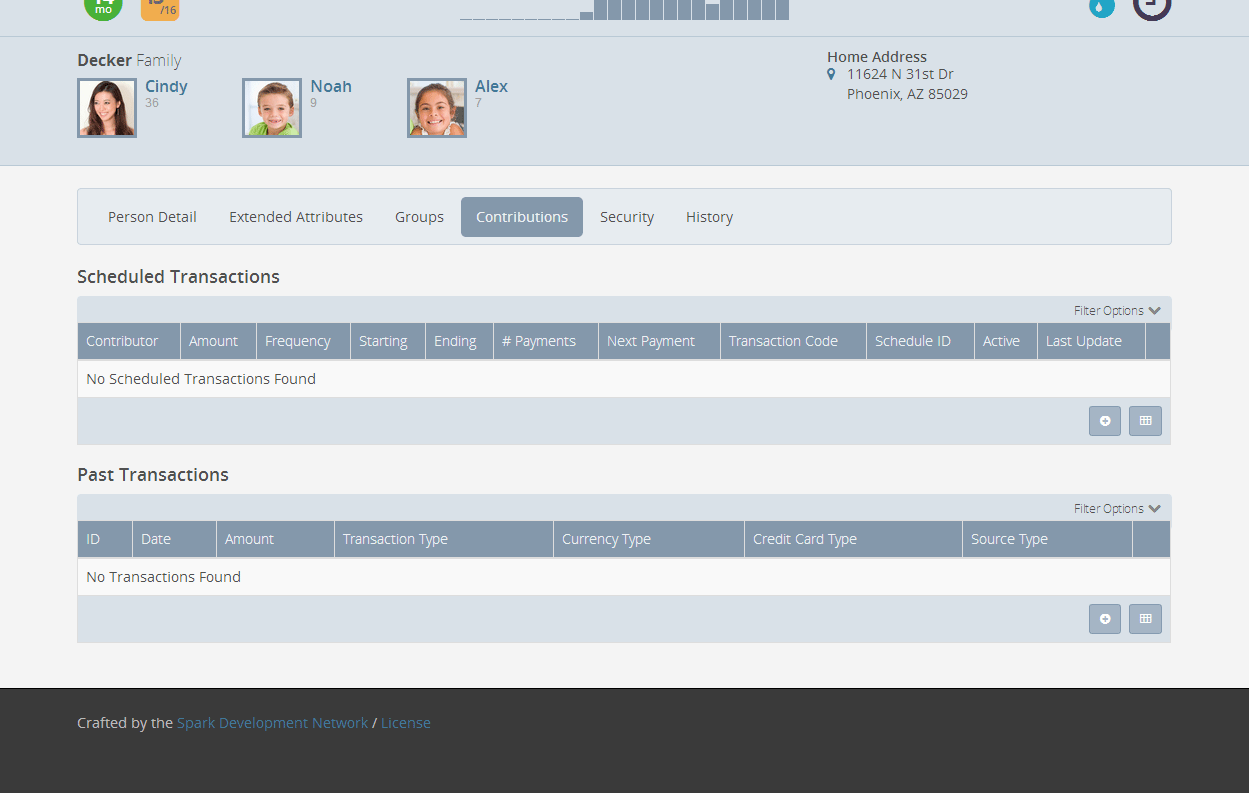 mo
/16
Decker Family
Home Address
Cindy
36
Noah
9
Alex
7
11624 N 31st Dr
Phoenix, AZ 85029
Person Detail Extended Attributes Groups Contributions Security History
Scheduled Transactions
Filter Options
Contributor Amount Frequency Starting Ending # Payments Next Payment Transaction Code Schedule ID Active Last Update
No Scheduled Transactions Found
Past Transactions
Filter Options
ID Date Amount Transaction Type Currency Type Credit Card Type Source Type
No Transactions Found
Crafted by the Spark Development Network / License